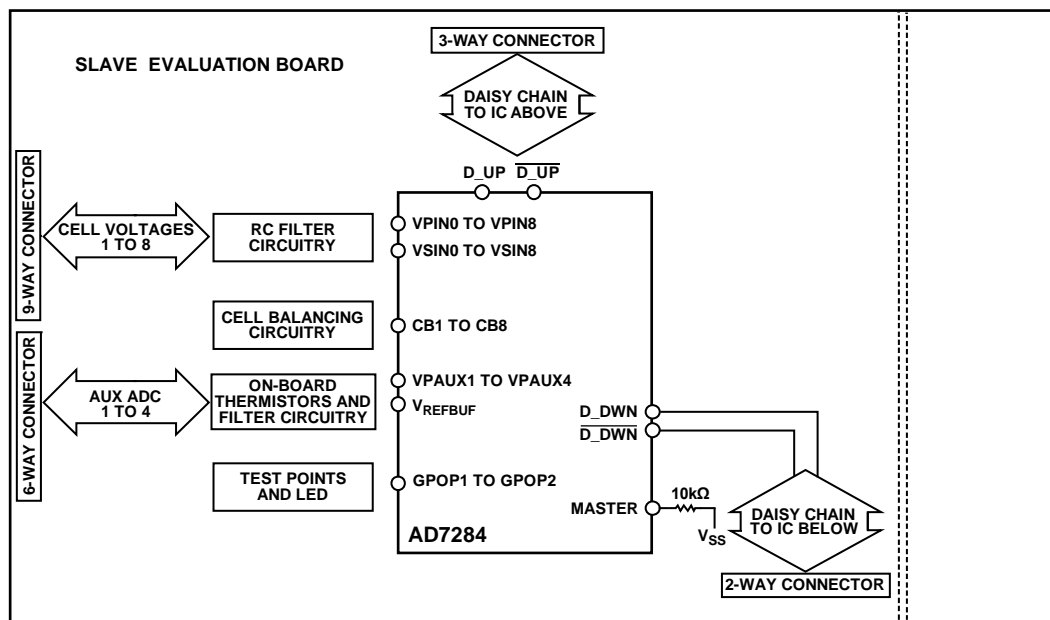 3-WAY CONNECTOR
SLAVE EVALUATION BOARD
DAISY CHAIN
TO IC ABOVE
D_UP D_UP
9-WAY CONNECTOR
CELL VOLTAGES
1 TO 8
RC FILTER
CIRCUITRY
VPIN0 TO VPIN8
VSIN0 TO VSIN8
CELL BALANCING
CIRCUITRY
CB1 TO CB8
6-WAY CONNECTOR
AUX ADC
1 TO 4
ON-BOARD
THERMISTORS AND
FILTER CIRCUITRY
VPAUX1 TO VPAUX4
VREFBUF
D_DWN
D_DWN
TEST POINTS
AND LED
GPOP1 TO GPOP2
MASTER
10kΩ
VSS
DAISY CHAIN
TO IC BELOW
AD7284
2-WAY CONNECTOR